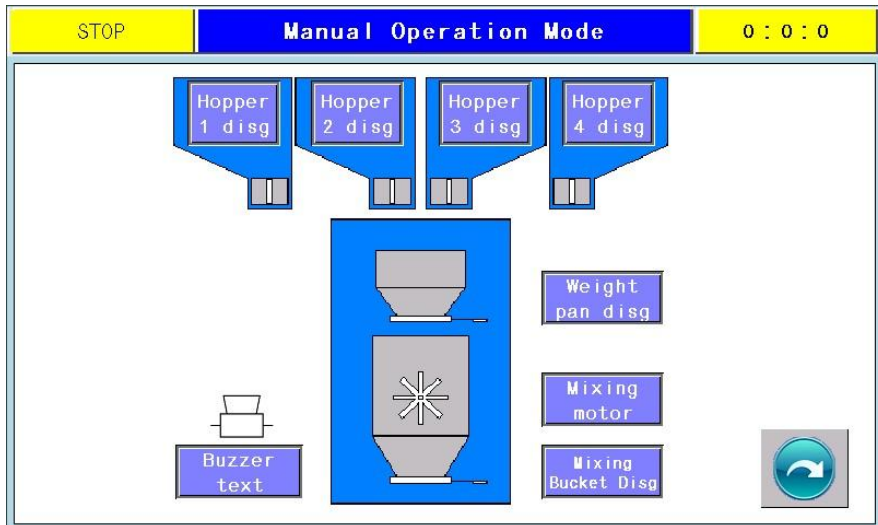 STOP
Manual Operation Mode
0:0:0
Hopper
1 disg
Hopper
2 disg
Hopper
3 disg
Hopper
4 disg
Weight
pan disg
Mixing
motor
Buzzer
text
Mixing
Bucket Disg